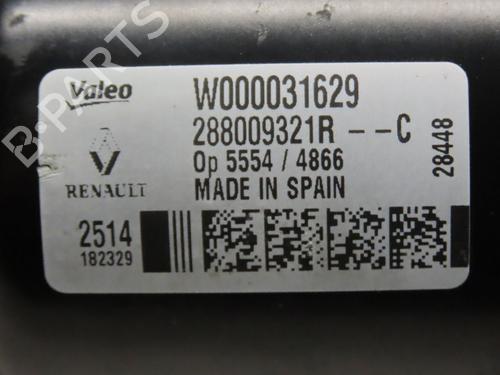 Valeo
W000031629
288009321R --C
RENAULT
Op 5554 / 4866
MADE IN SPAIN
28448
2514
182329
B-PARTS